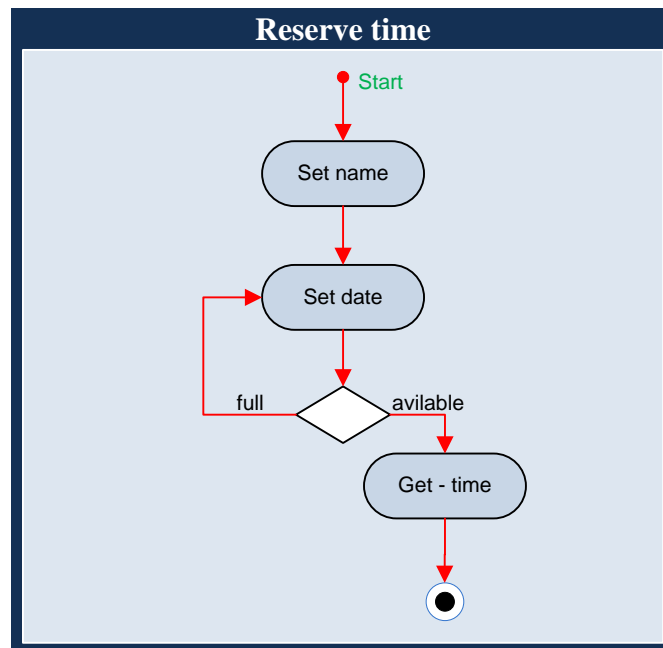 Reserve time
Start
Set name
Set date
full
avilable
Get - time